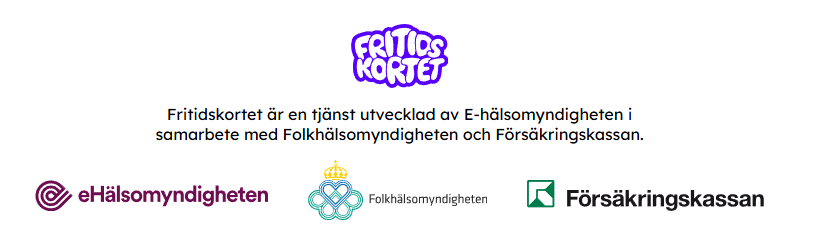 FRITIDS
KORTET
Fritidskortet är en tjänst utvecklad av E-hälsomyndigheten i
samarbete med Folkhälsomyndigheten och Försäkringskassan.
eHälsomyndigheten
Folkhälsomyndigheten
Försäkringskassan